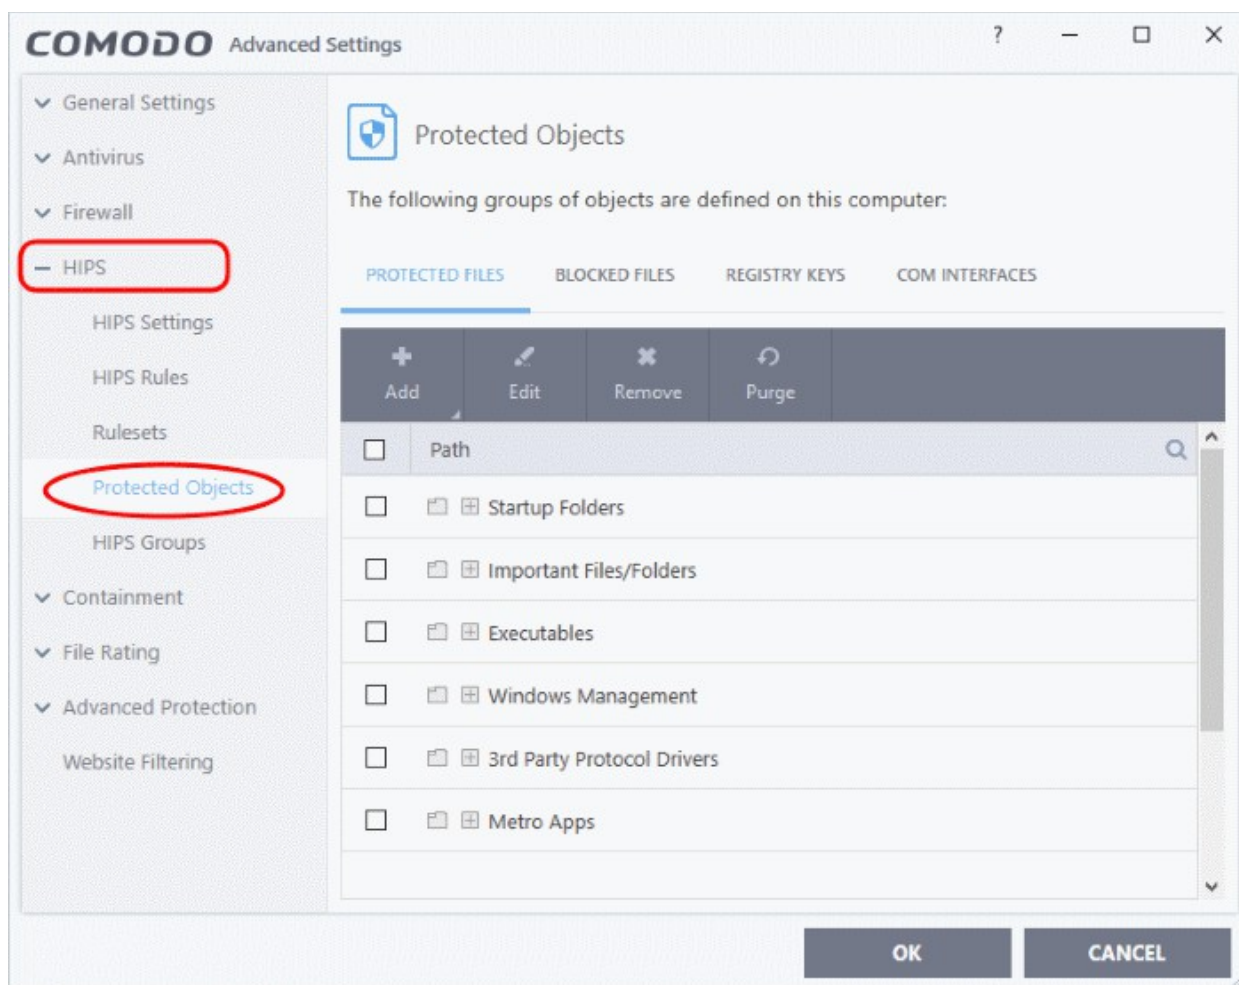 COMODO Advanced Settings ?
General Settings
Antivirus
Firewall
HIPS
HIPS Settings
HIPS Rules
Rulesets
Protected Objects
HIPS Groups
Containment
File Rating
Advanced Protection
Website Filtering
Protected Objects
The following groups of objects are defined on this computer:
PROTECTED FILES BLOCKED FILES REGISTRY KEYS COM INTERFACES
Add Edit Remove Purge
Path
Startup Folders
Important Files/Folders
Executables
Windows Management
3rd Party Protocol Drivers
Metro Apps
OK CANCEL